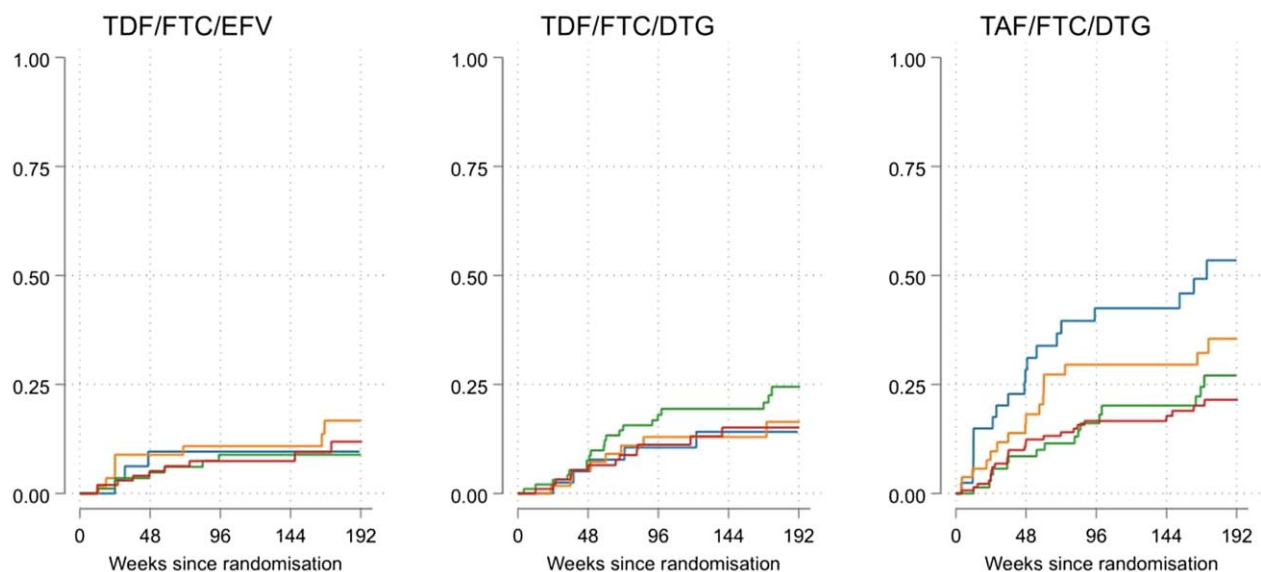 TDF/FTC/EFV
1.00
0.75
0.50
0.25
0.00
0 48 96 144 192
Weeks since randomisation
TDF/FTC/DTG
1.00
0.75
0.50
0.25
0.00
0 48 96 144 192
Weeks since randomisation
TAF/FTC/DTG
1.00
0.75
0.50
0.25
0.00
0 48 96 144 192
Weeks since randomisation